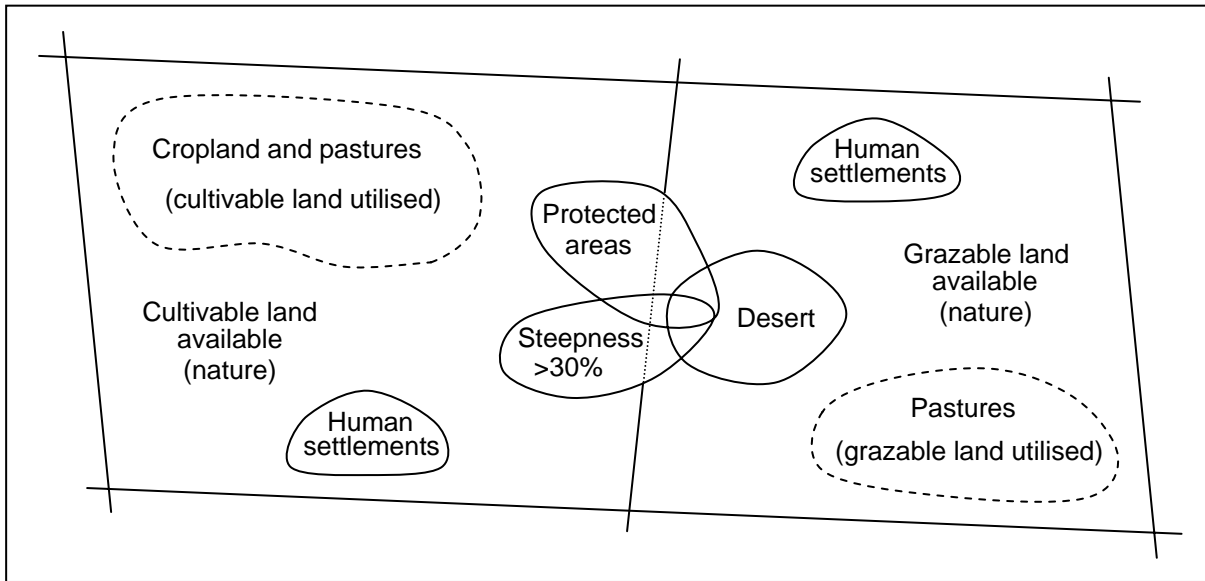 Cropland and pastures
(cultivable land utilised)
Cultivable land
available
(nature)
Human
settlements
Protected
areas
Steepness
>30%
Desert
Human
settlements
Grazable land
available
(nature)
Pastures
(grazable land utilised)